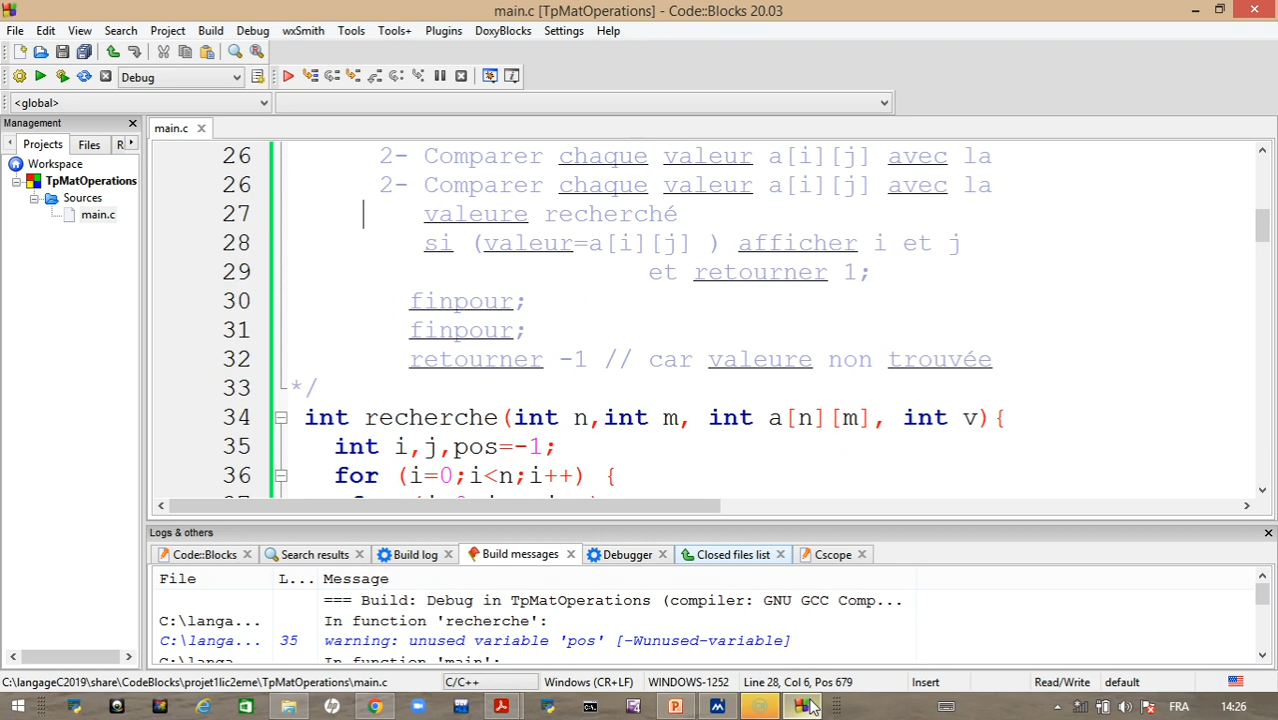 main.c [TpMatOperations] - Code::Blocks 20.03
File Edit View Search Project Build Debug wxSmith Tools Tools+ Plugins DoxyBlocks Settings Help
Debug
<global>
Management
Projects Files R
main.c
Workspace
TpMatOperations
Sources
main.c
26 2- Comparer chaque valeur a[i][j] avec la
26 2- Comparer chaque valeur a[i][j] avec la
27 valeure recherché
28 si (valeur=a[i][j] ) afficher i et j
29 et retourner 1;
30 finpour;
31 finpour;
32 retourner -1 // car valeure non trouvée
33 */
34 int recherche(int n,int m, int a[n][m], int v){
35 int i,j,pos=-1;
36 for (i=0;i<n;i++) {
Logs & others
Code::Blocks Search results Build log Build messages Debugger Closed files list Cscope
File L... Message
=== Build: Debug in TpMatOperations (compiler: GNU GCC Comp...
C:\langa... In function 'recherche':
C:\langa... 35 warning: unused variable 'pos' [-Wunused-variable]
C:\langa... In function 'main':
C:\langageC2019\share\CodeBlocks\projet1lic2eme\TpMatOperations\main.c C/C++ Windows (CR+LF) WINDOWS-1252 Line 28, Col 6, Pos 679 Insert Read/Write default
FRA 14:26